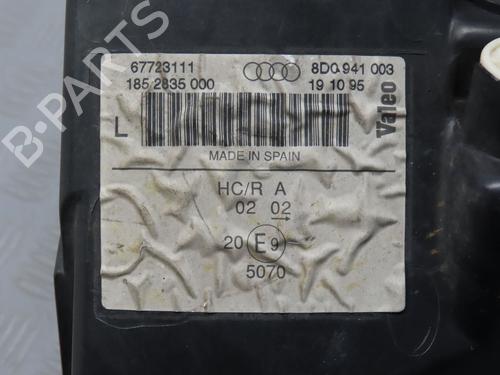 67723111 8D0 941 003
185 2835 000 19 10 95
L
Valeo
MADE IN SPAIN
HC/R A
02 02
20 E 9
5070